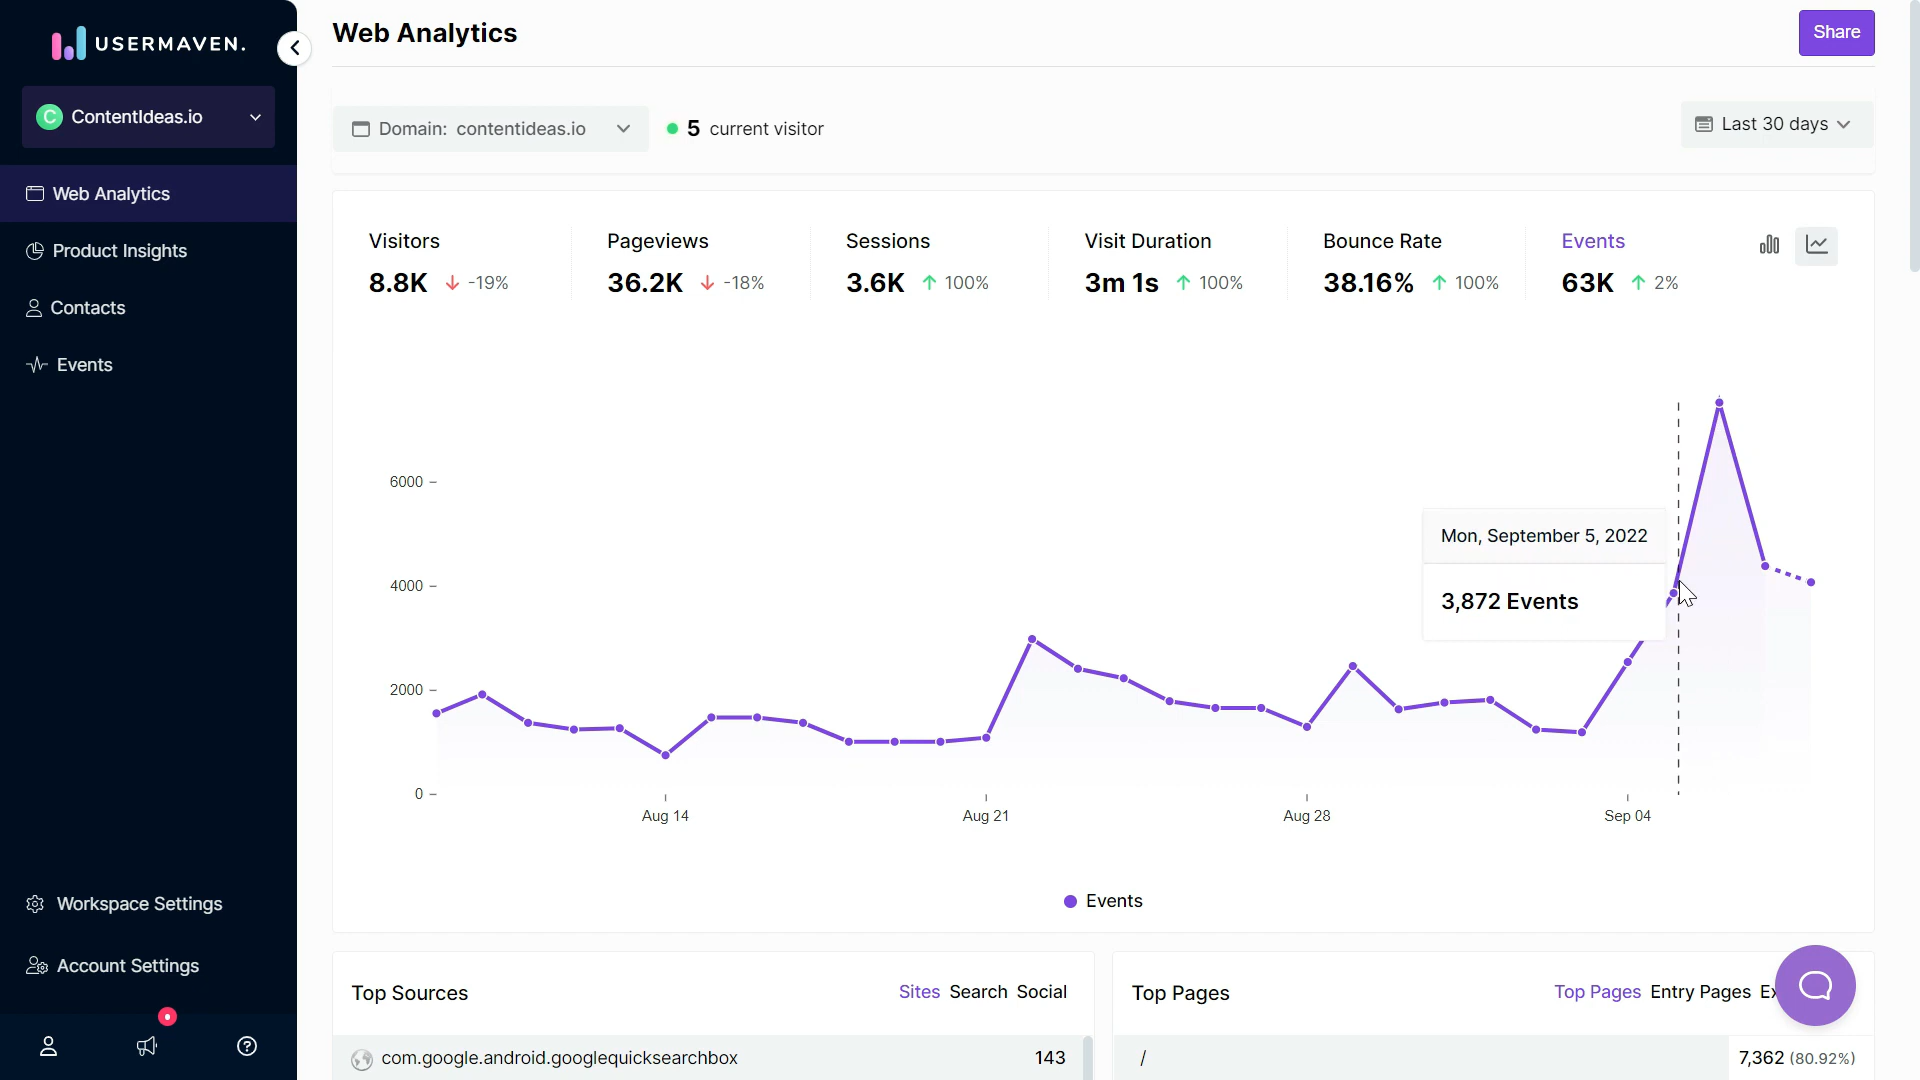 USERMAVEN.
Web Analytics
Share
C ContentIdeas.io
Domain: contentideas.io
5 current visitor
Last 30 days
Web Analytics
Product Insights
Contacts
Events
Visitors
8.8K -19%
Pageviews
36.2K -18%
Sessions
3.6K 100%
Visit Duration
3m 1s 100%
Bounce Rate
38.16% 100%
Events
63K 2%
6000
4000
2000
0
Mon, September 5, 2022
3,872 Events
Aug 14
Aug 21
Aug 28
Sep 04
Events
Workspace Settings
Account Settings
Top Sources
Sites Search Social
com.google.android.googlequicksearchbox 143
Top Pages
Top Pages Entry Pages
/ 7,362 (80.92%)